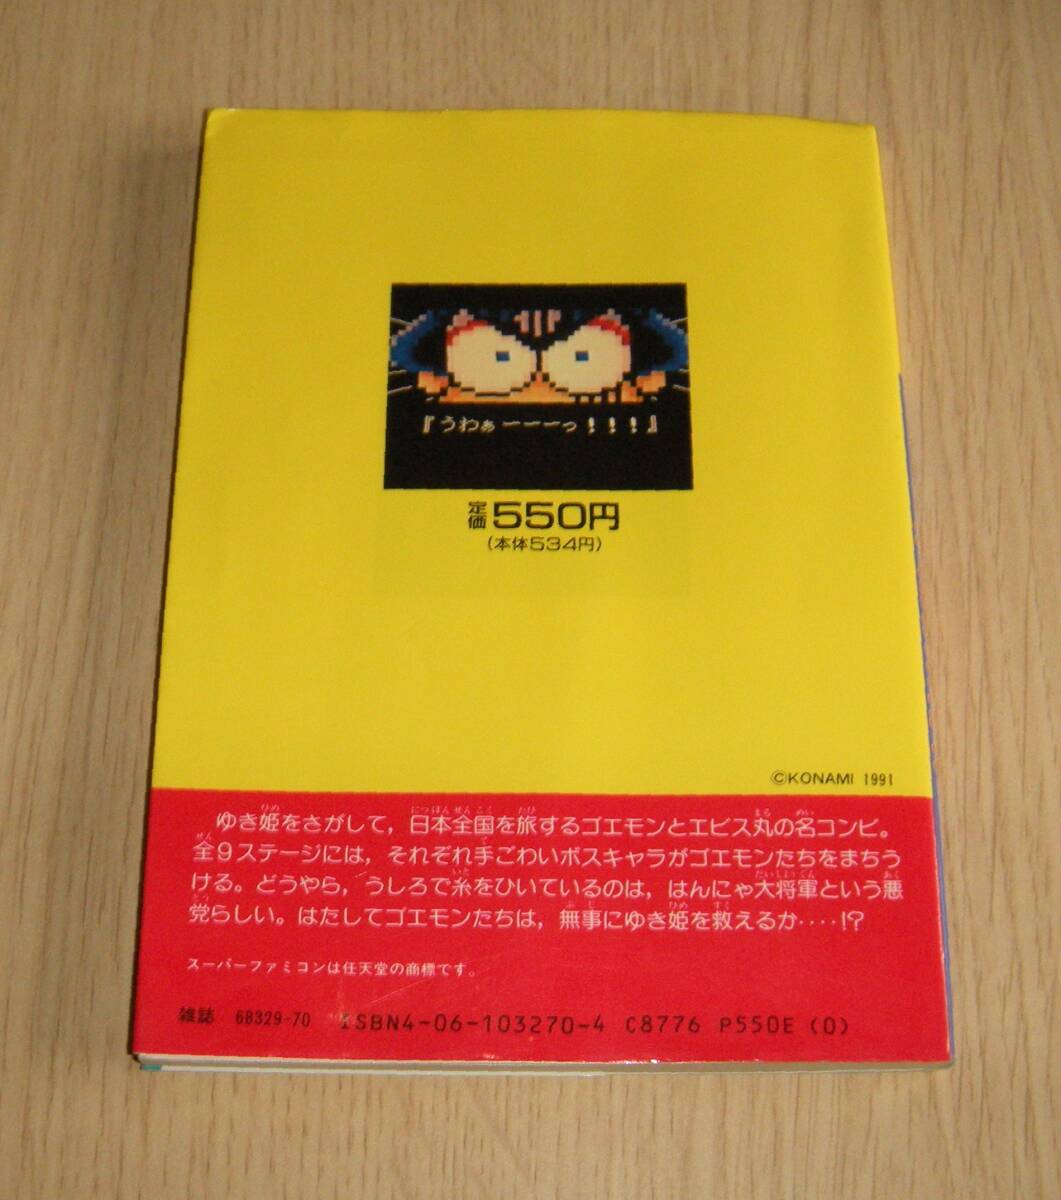 『うわぁーーーっ！！！』
定価550円
（本体534円）
©KONAMI 1991
ゆき姫をさがして，日本全国を旅するゴエモンとエビス丸の名コンビ。
全9ステージには，それぞれ手ごわいボスキャラがゴエモンたちをまちう
ける。どうやら，うしろで糸をひいているのは，はんにゃ大将軍という悪
党らしい。はたしてゴエモンたちは，無事にゆき姫を救えるか‥‥!?
スーパーファミコンは任天堂の商標です。
雑誌 68329-70 ISBN4-06-103270-4 C8776 P550E (0)